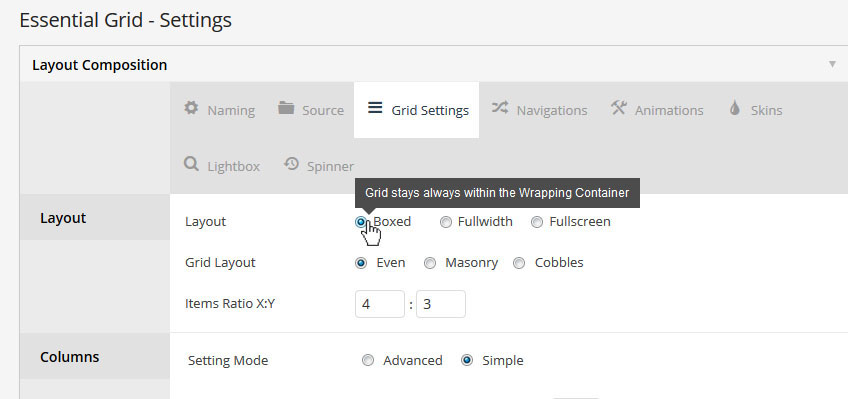 Essential Grid - Settings
Layout Composition
Naming Source Grid Settings Navigations Animations Skins
Lightbox Spinner
Grid stays always within the Wrapping Container
Layout Layout Boxed Fullwidth Fullscreen
Grid Layout Even Masonry Cobbles
Items Ratio X:Y 4 : 3
Columns Setting Mode Advanced Simple